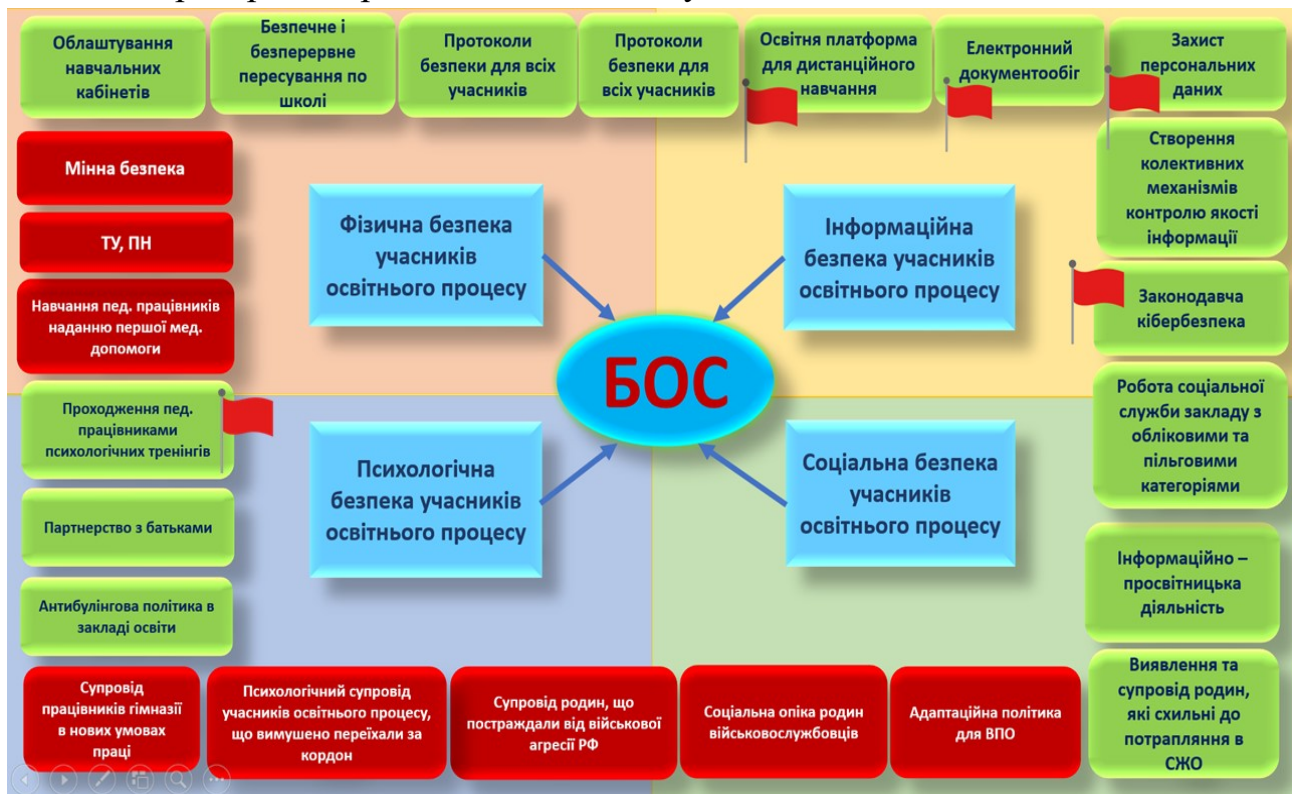 Облаштування
навчальних
кабінетів
Безпечне і
безперервне
пересування по
школі
Протоколи
безпеки для всіх
учасників
Протоколи
безпеки для
всіх учасників
Освітня платформа
для дистанційного
навчання
Електронний
документообіг
Захист
персональних
даних
Мінна безпека
ТУ, ПН
Навчання пед. працівників
наданню першої мед.
допомоги
Фізична безпека
учасників
освітнього процесу
Інформаційна
безпека учасників
освітнього процесу
Створення
колективних
механізмів
контролю якості
інформації
Законодавча
кібербезпека
БОС
Проходження пед.
працівниками
психологічних тренінгів
Партнерство з батьками
Антибулінгова політика в
закладі освіти
Психологічна
безпека учасників
освітнього процесу
Соціальна безпека
учасників
освітнього процесу
Робота соціальної
служби закладу з
обліковими та
пільговими
категоріями
Інформаційно –
просвітницька
діяльність
Супровід
працівників гімназії
в нових умовах
праці
Психологічний супровід
учасників освітнього процесу,
що вимушено переїхали за
кордон
Супровід родин, що
постраждали від військової
агресії РФ
Соціальна опіка родин
військовослужбовців
Адаптаційна політика
для ВПО
Виявлення та
супровід родин,
які схильні до
потрапляння в
СЖО